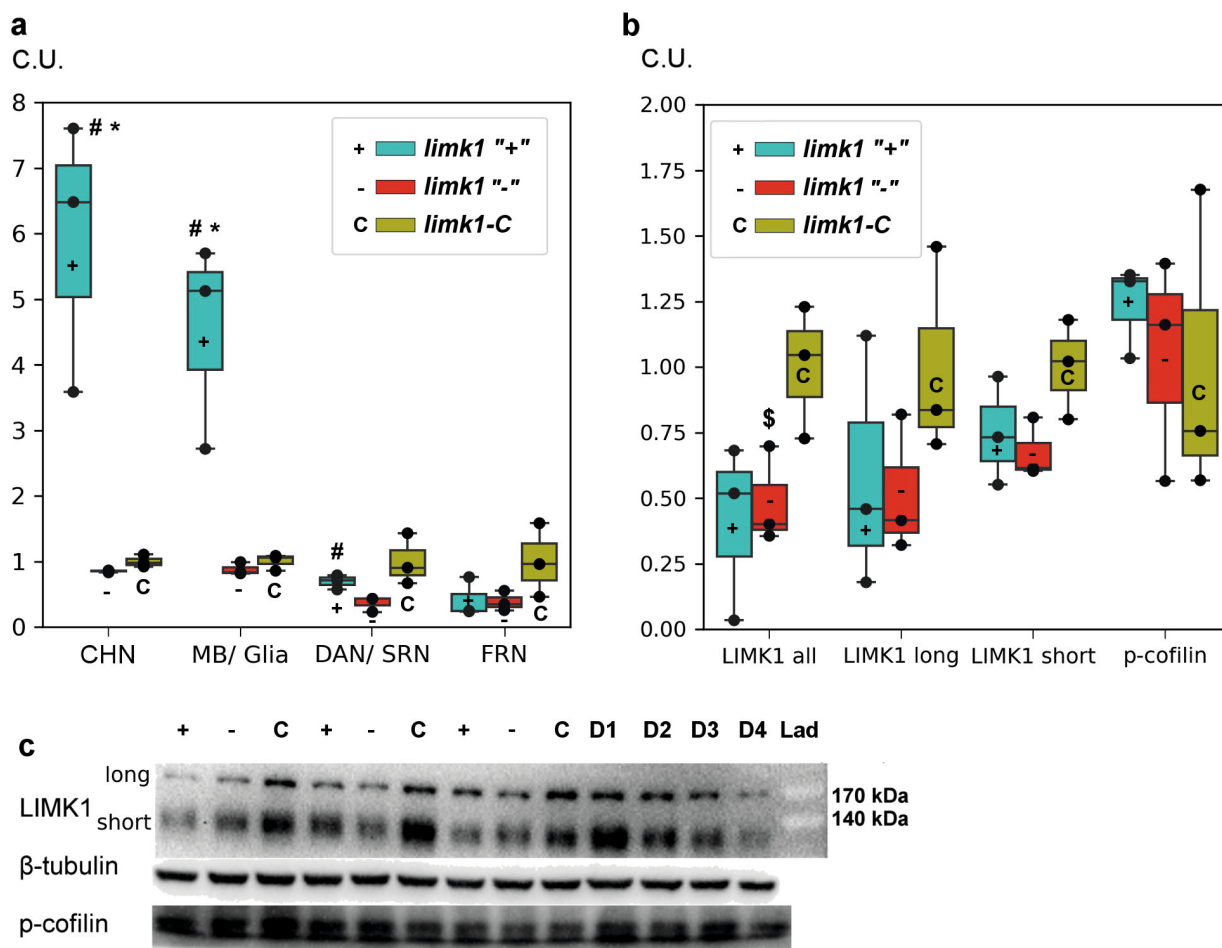 a
C.U.
8
7
6
5
4
3
2
1
0
# *
# *
#
+ limk1 "+"
- limk1 "-"
C limk1-C
+
-
C
+
-
C
+
-
C
+
-
C
CHN MB/ Glia DAN/ SRN FRN
b
C.U.
2.00
1.75
1.50
1.25
1.00
0.75
0.50
0.25
0.00
+ limk1 "+"
- limk1 "-"
C limk1-C
$
+
-
C
+
-
C
+
-
C
+
-
C
LIMK1 all LIMK1 long LIMK1 short p-cofilin
c
+ - C + - C + - C D1 D2 D3 D4 Lad
long
LIMK1
short
170 kDa
140 kDa
β-tubulin
p-cofilin